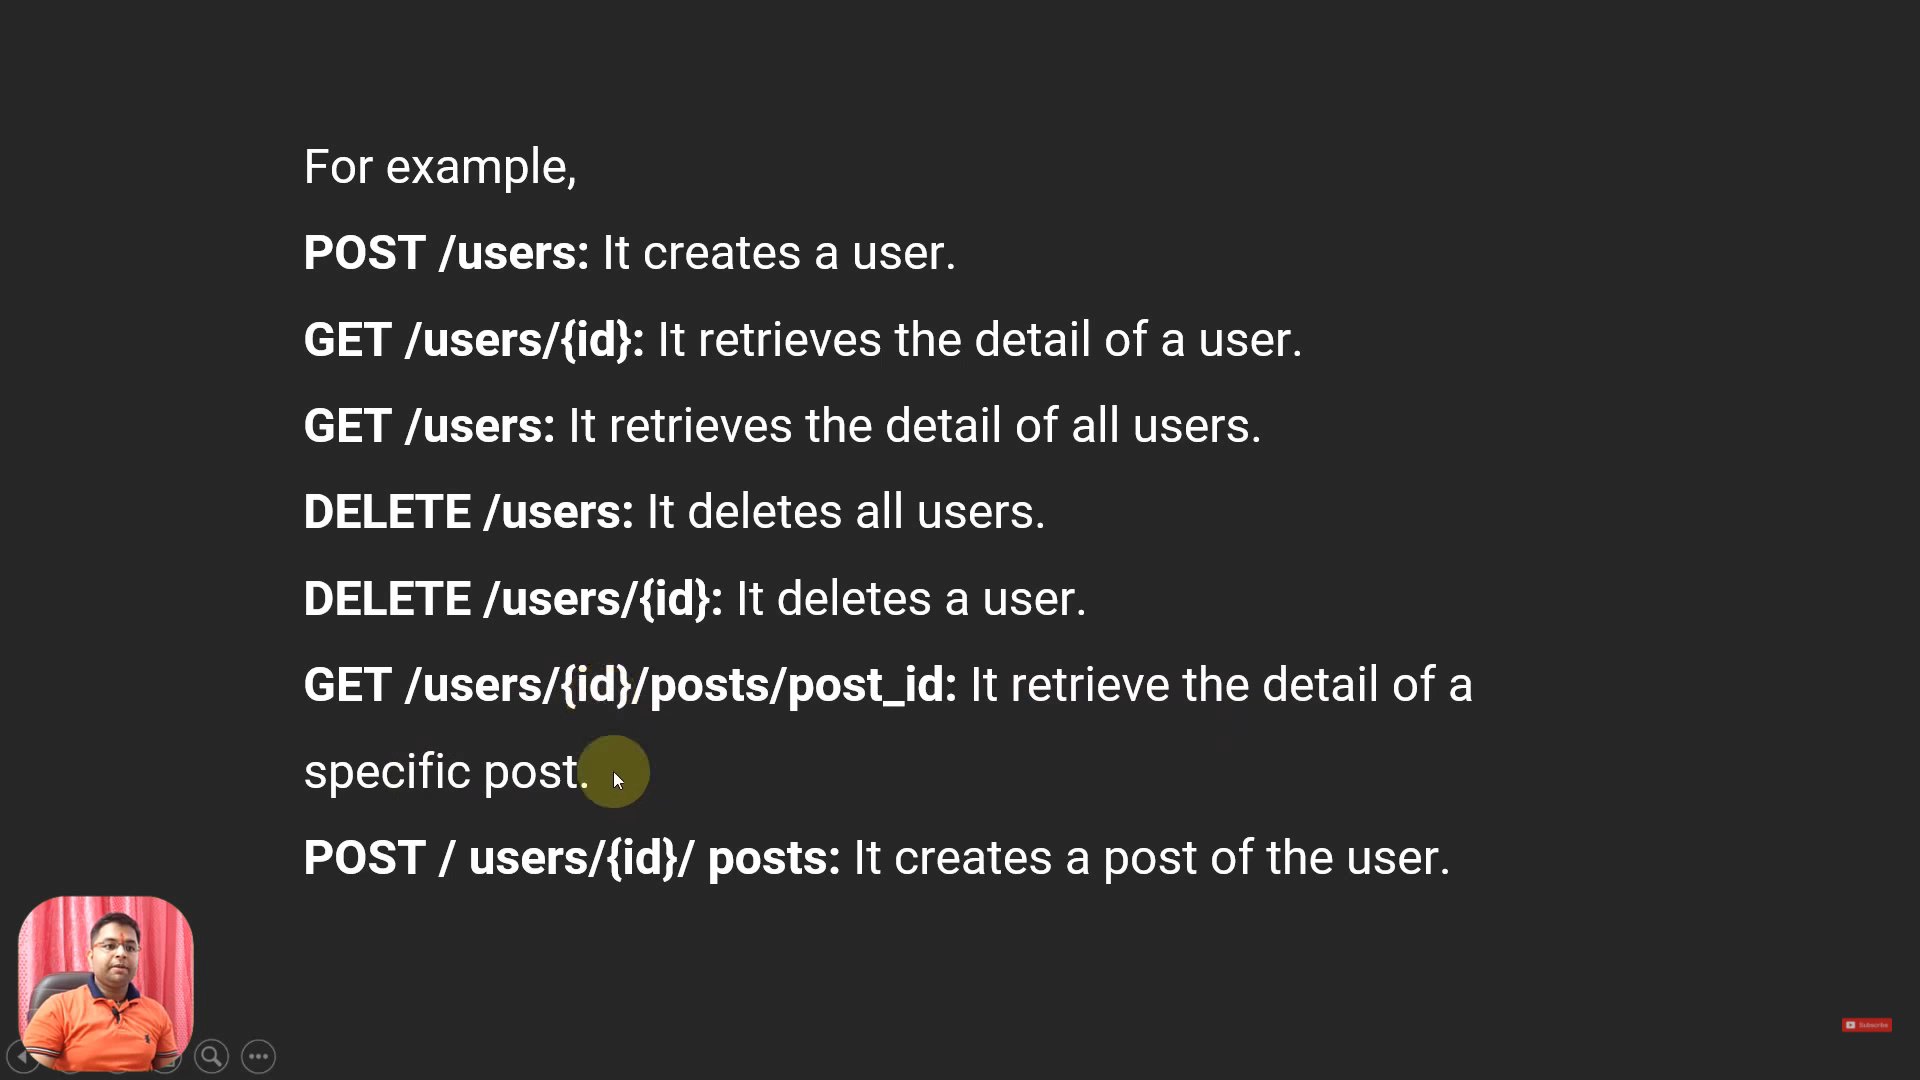 For example,
POST /users: It creates a user.
GET /users/{id}: It retrieves the detail of a user.
GET /users: It retrieves the detail of all users.
DELETE /users: It deletes all users.
DELETE /users/{id}: It deletes a user.
GET /users/{id}/posts/post_id: It retrieve the detail of a
specific post.
POST / users/{id}/ posts: It creates a post of the user.
Subscribe